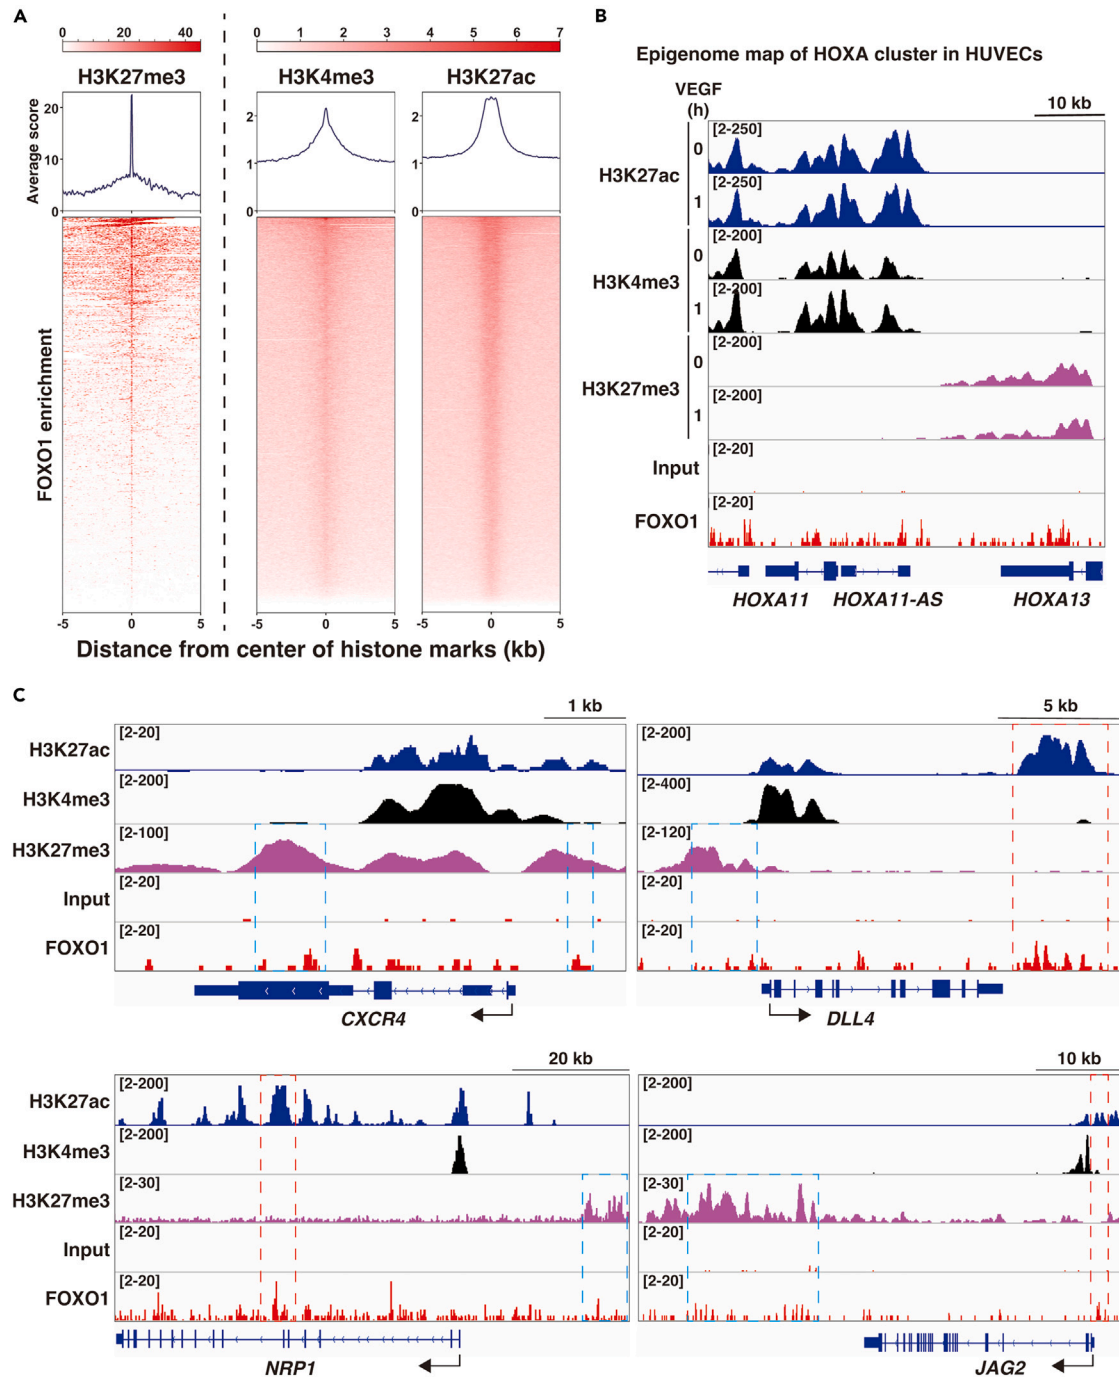 A
0 20 40
0 1 2 3 4 5 6 7
H3K27me3
H3K4me3
H3K27ac
Average score
20
10
0
2
1
0
2
1
0
FOXO1 enrichment
-5 0 5
-5 0 5
-5 0 5
Distance from center of histone marks (kb)
B
Epigenome map of HOXA cluster in HUVECs
VEGF
(h)
10 kb
H3K27ac
0
[2-250]
1
[2-250]
H3K4me3
0
[2-200]
1
[2-200]
H3K27me3
0
[2-200]
1
[2-200]
Input
[2-20]
FOXO1
[2-20]
HOXA11
HOXA11-AS
HOXA13
C
1 kb
H3K27ac
[2-20]
H3K4me3
[2-200]
H3K27me3
[2-100]
Input
[2-20]
FOXO1
[2-20]
CXCR4
5 kb
[2-200]
[2-400]
[2-120]
[2-20]
[2-20]
DLL4
20 kb
H3K27ac
[2-200]
H3K4me3
[2-200]
H3K27me3
[2-30]
Input
[2-20]
FOXO1
[2-20]
NRP1
10 kb
[2-200]
[2-200]
[2-30]
[2-20]
[2-20]
JAG2